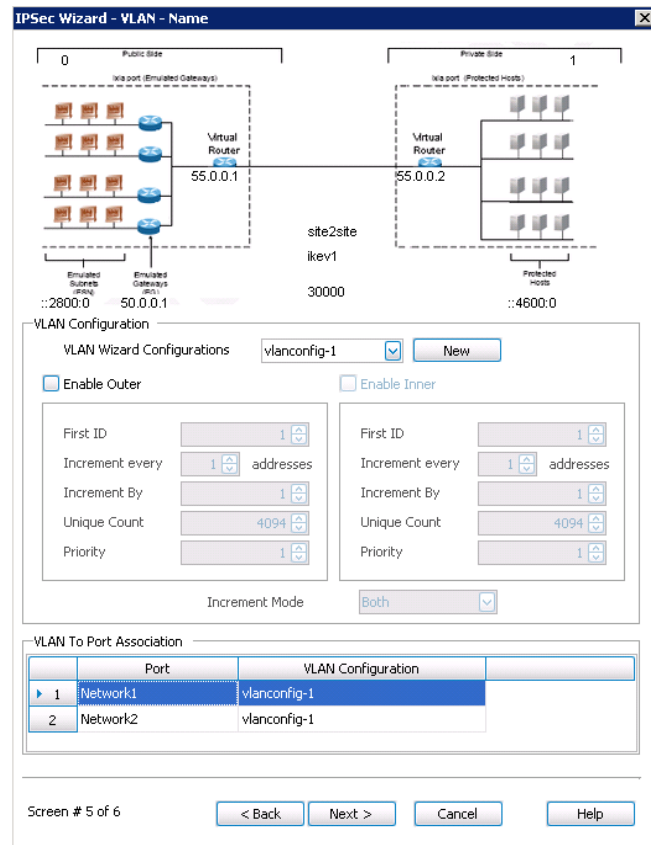 IPSec Wizard - VLAN - Name
Public Side
Private Side
0
1
Ixia port (Emulated Gateways)
Ixia port (Protected Hosts)
Virtual
Router
Virtual
Router
55.0.0.1
55.0.0.2
site2site
ikev1
30000
Emulated
Subnets
(ESN)
Emulated
Gateways
(EG)
Protected
Hosts
::2800:0
50.0.0.1
::4600:0
VLAN Configuration
VLAN Wizard Configurations
vlanconfig-1
New
Enable Outer
Enable Inner
First ID
1
First ID
1
Increment every
1
addresses
Increment every
1
addresses
Increment By
1
Increment By
1
Unique Count
4094
Unique Count
4094
Priority
1
Priority
1
Increment Mode
Both
VLAN To Port Association
Port
VLAN Configuration
1
Network1
vlanconfig-1
2
Network2
vlanconfig-1
Screen # 5 of 6
< Back
Next >
Cancel
Help